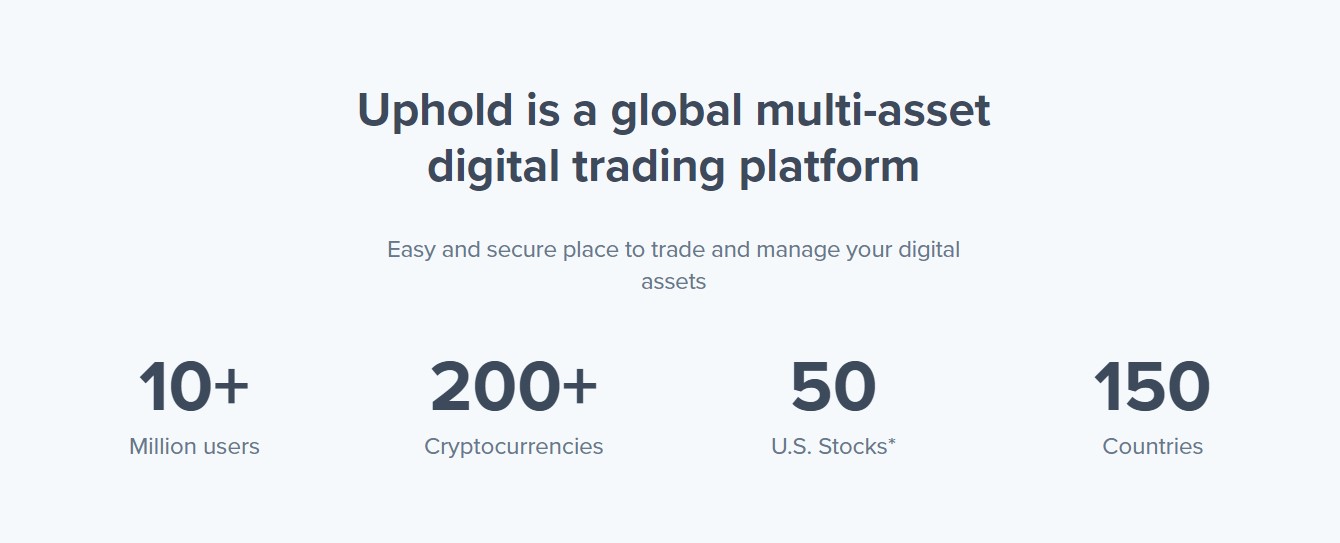 Uphold is a global multi-asset
digital trading platform
Easy and secure place to trade and manage your digital
assets
10+
200+
50
150
Million users
Cryptocurrencies
U.S. Stocks*
Countries